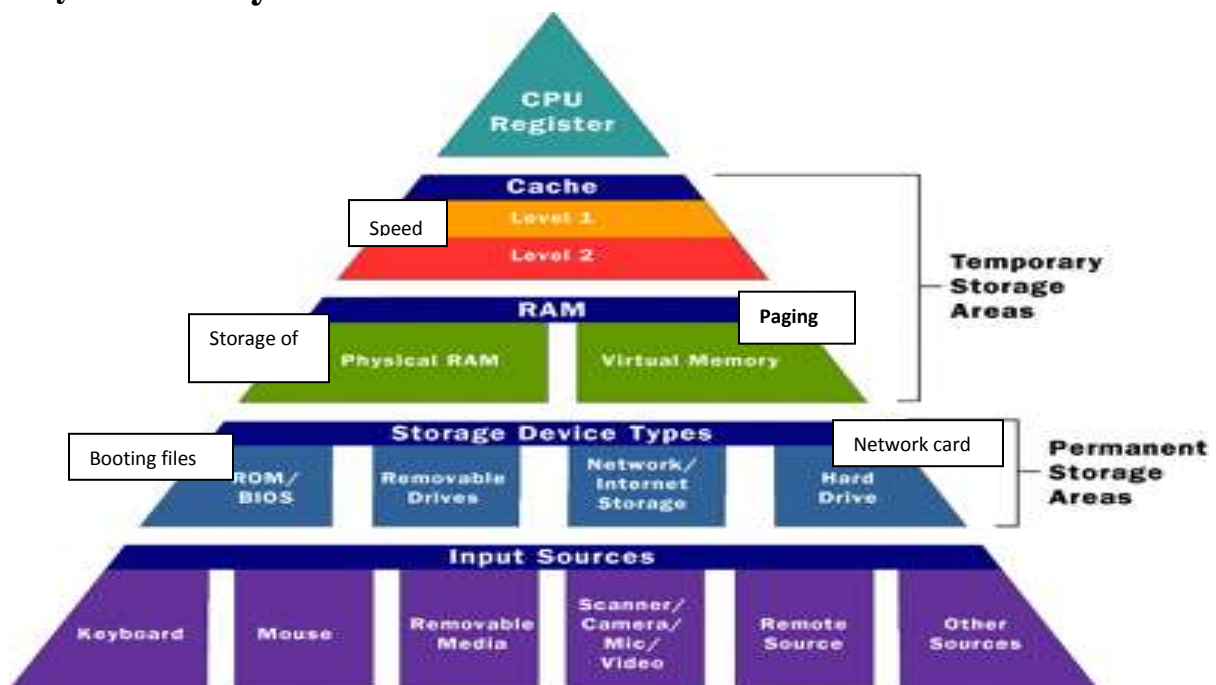 CPU
Register
Cache
Speed
Level 1
Level 2
Temporary
Storage
Areas
RAM
Paging
Storage of
Physical RAM
Virtual Memory
Storage Device Types
Booting files
Network card
Permanent
Storage
Areas
ROM/
BIOS
Removable
Drives
Network/
Internet
Storage
Hard
Drive
Input Sources
Keyboard
Mouse
Removable
Media
Scanner/
Camera/
Mic/
Video
Remote
Source
Other
Sources